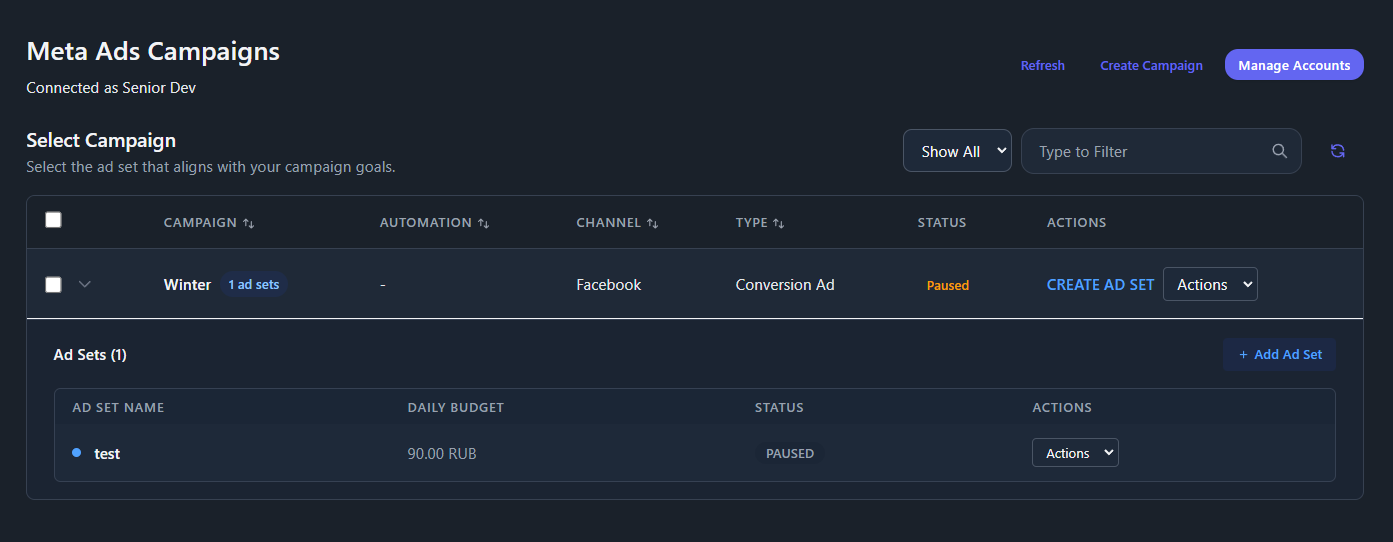 Meta Ads Campaigns
Refresh Create Campaign Manage Accounts
Connected as Senior Dev
Select Campaign
Select the ad set that aligns with your campaign goals.
Show All Type to Filter
CAMPAIGN AUTOMATION CHANNEL TYPE STATUS ACTIONS
Winter 1 ad sets - Facebook Conversion Ad Paused CREATE AD SET Actions
Ad Sets (1) + Add Ad Set
AD SET NAME DAILY BUDGET STATUS ACTIONS
test 90.00 RUB PAUSED Actions